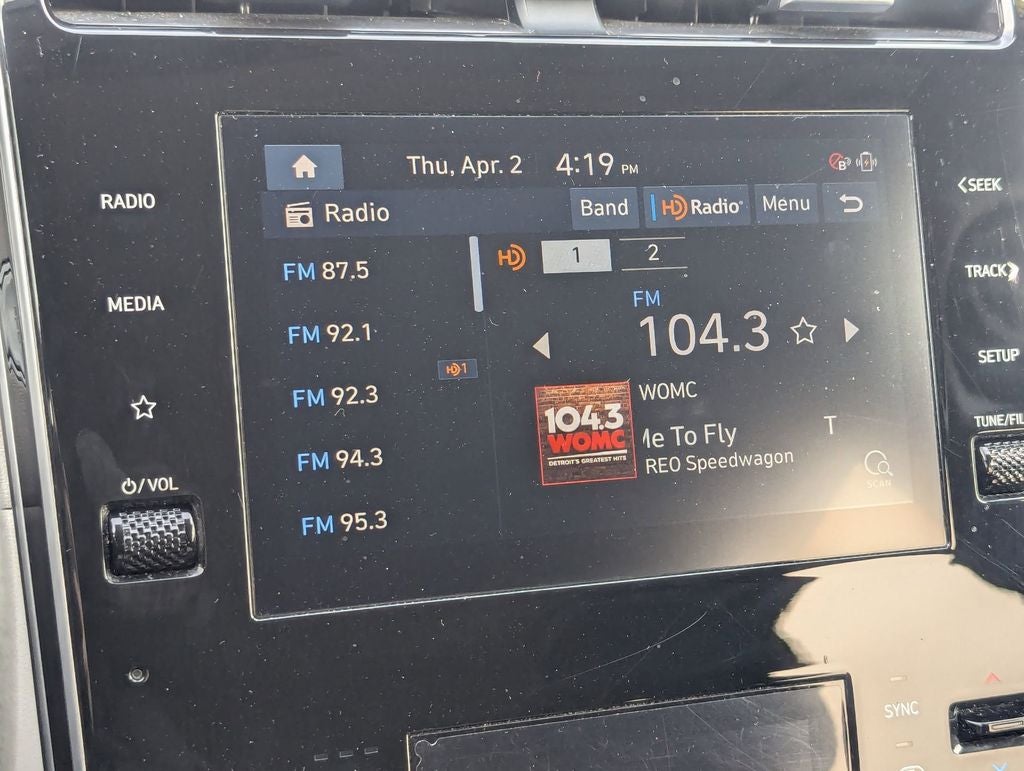 Thu, Apr. 2 4:19 PM
B
Radio Band HD Radio Menu
FM 87.5
FM 92.1
FM 92.3
HD 1
FM 94.3
FM 95.3
HD 1 2
FM
104.3
WOMC
Me To Fly T
REO Speedwagon
104.3
WOMC
DETROIT'S GREATEST HITS
SCAN
RADIO
MEDIA
/VOL
SEEK
TRACK
SETUP
TUNE/FIL
SYNC